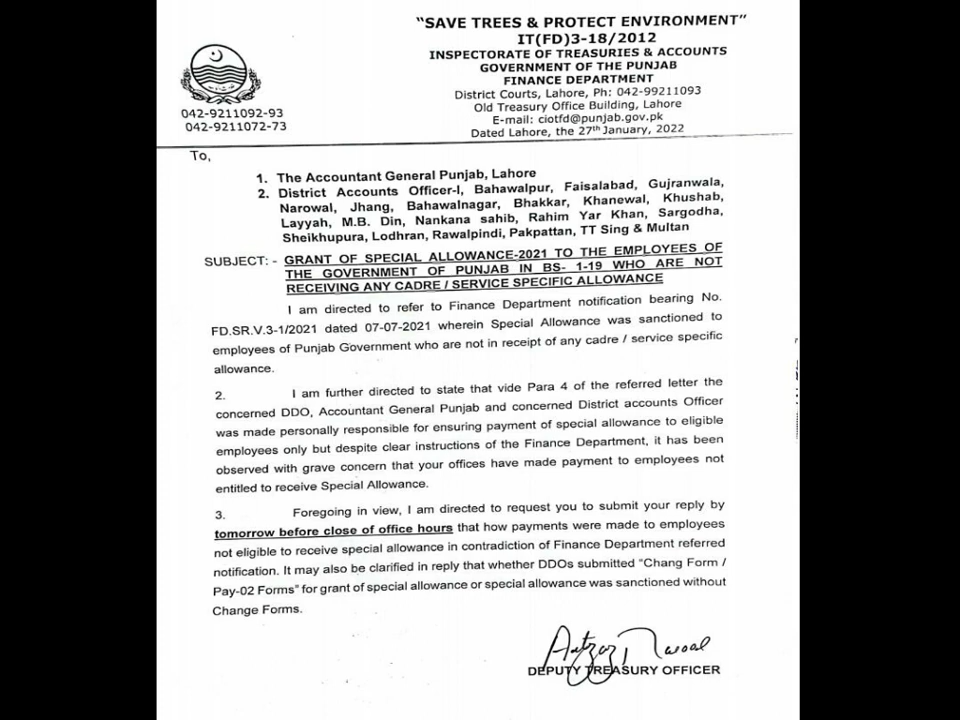 "SAVE TREES & PROTECT ENVIRONMENT"
IT(FD)3-18/2012
INSPECTORATE OF TREASURIES & ACCOUNTS
GOVERNMENT OF THE PUNJAB
FINANCE DEPARTMENT
District Courts, Lahore, Ph: 042-99211093
Old Treasury Office Building, Lahore
E-mail: ciotfd@punjab.gov.pk
Dated Lahore, the 27th January, 2022
042-9211092-93
042-9211072-73
To,
1. The Accountant General Punjab, Lahore
2. District Accounts Officer-I, Bahawalpur, Faisalabad, Gujranwala,
Narowal, Jhang, Bahawalnagar, Bhakkar, Khanewal, Khushab,
Layyah, M.B. Din, Nankana sahib, Rahim Yar Khan, Sargodha,
Sheikhupura, Lodhran, Rawalpindi, Pakpattan, TT Sing & Multan
SUBJECT: - GRANT OF SPECIAL ALLOWANCE-2021 TO THE EMPLOYEES OF
THE GOVERNMENT OF PUNJAB IN BS- 1-19 WHO ARE NOT
RECEIVING ANY CADRE / SERVICE SPECIFIC ALLOWANCE
I am directed to refer to Finance Department notification bearing No.
FD.SR.V.3-1/2021 dated 07-07-2021 wherein Special Allowance was sanctioned to
employees of Punjab Government who are not in receipt of any cadre / service specific
allowance.
2. I am further directed to state that vide Para 4 of the referred letter the
concerned DDO, Accountant General Punjab and concerned District accounts Officer
was made personally responsible for ensuring payment of special allowance to eligible
employees only but despite clear instructions of the Finance Department, it has been
observed with grave concern that your offices have made payment to employees not
entitled to receive Special Allowance.
3. Foregoing in view, I am directed to request you to submit your reply by
tomorrow before close of office hours that how payments were made to employees
not eligible to receive special allowance in contradiction of Finance Department referred
notification. It may also be clarified in reply that whether DDOs submitted "Chang Form /
Pay-02 Forms" for grant of special allowance or special allowance was sanctioned without
Change Forms.
DEPUTY TREASURY OFFICER